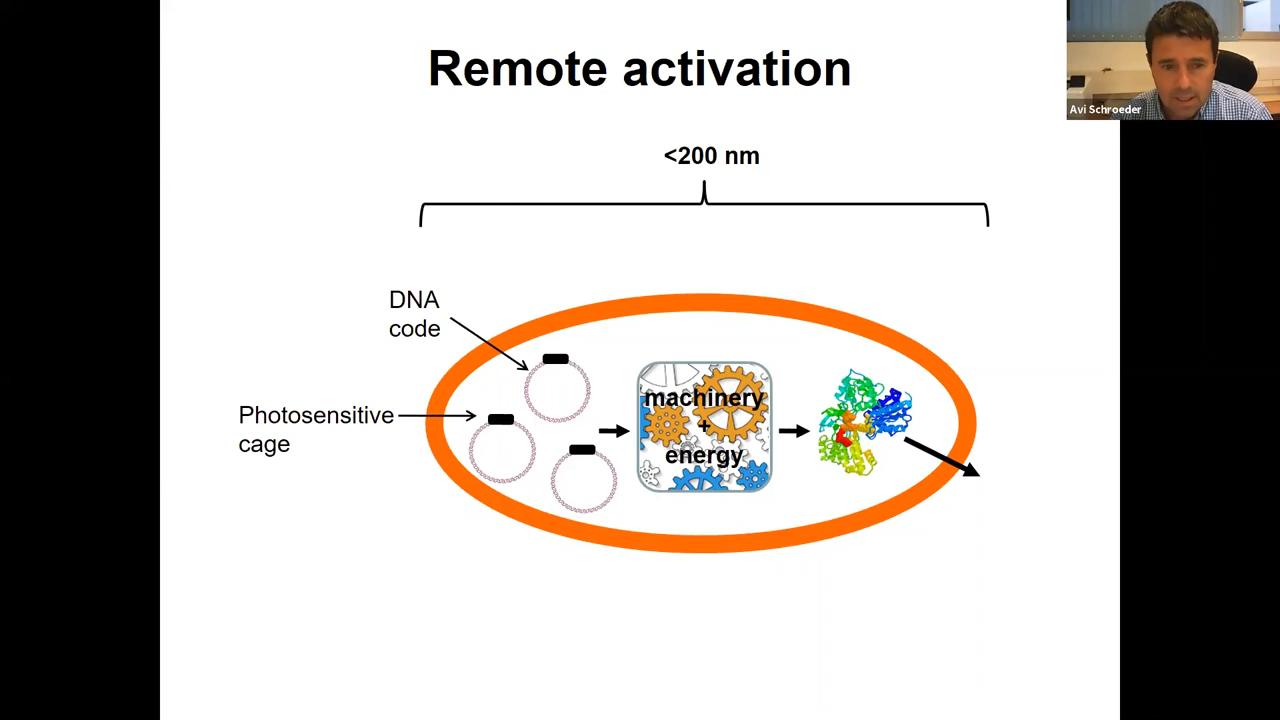 Remote activation
Avi Schroeder
<200 nm
DNA
code
Photosensitive
cage
machinery
+
energy